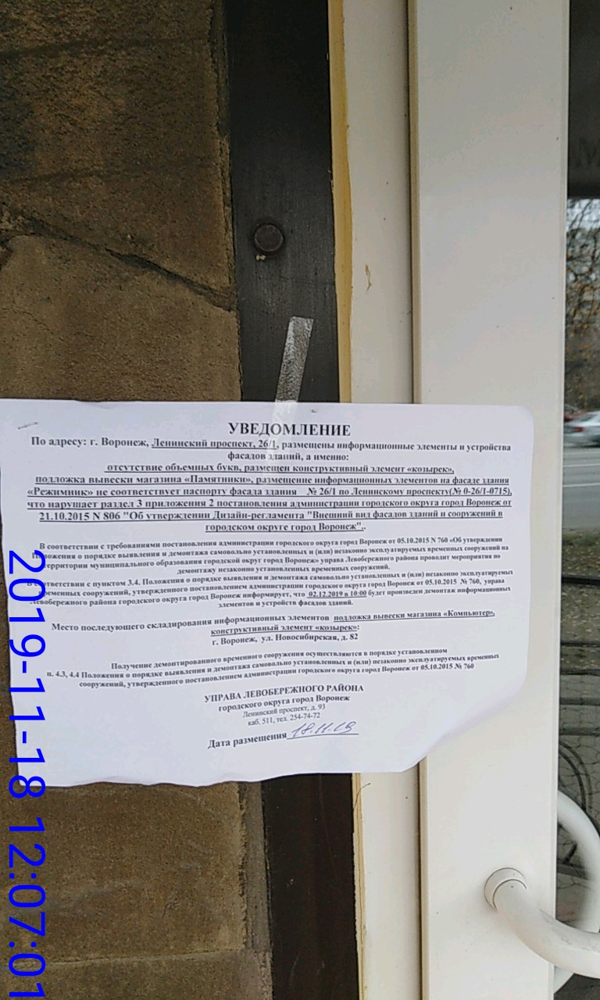 УВЕДОМЛЕНИЕ
По адресу: г. Воронеж, Ленинский проспект, 26/1, размещены информационные элементы и устройства
фасадов зданий, а именно:
отсутствие объемных букв, размещен конструктивный элемент «козырек»,
подложка вывески магазина «Памятники», размещение информационных элементов на фасаде здания
«Режимник» не соответствует паспорту фасада здания № 26/1 по Ленинскому проспекту(№ 0-26/1-0715),
что нарушает раздел 3 приложения 2 постановления администрации городского округа город Воронеж от
21.10.2015 N 806 "Об утверждении Дизайн-регламента "Внешний вид фасадов зданий и сооружений в
городском округе город Воронеж".
В соответствии с требованиями постановления администрации городского округа город Воронеж от 05.10.2015 N 760 «Об утверждении
Положения о порядке выявления и демонтажа самовольно установленных и (или) незаконно эксплуатируемых временных сооружений на
территории муниципального образования городской округ город Воронеж» управа Левобережного района проводит мероприятия по
демонтажу незаконно установленных временных сооружений.
В соответствии с пунктом 3.4. Положения о порядке выявления и демонтажа самовольно установленных и (или) незаконно эксплуатируемых
временных сооружений, утвержденного постановлением администрации городского округа город Воронеж от 05.10.2015 № 760, управа
Левобережного района городского округа город Воронеж информирует, что 02.12.2019 в 10:00 будет произведен демонтаж информационных
элементов и устройств фасадов зданий.
Место последующего складирования информационных элементов подложка вывески магазина «Компьютер»,
конструктивный элемент «козырек»:
г. Воронеж, ул. Новосибирская, д. 82
Получение демонтированного временного сооружения осуществляются в порядке установленном
п. 4.3, 4.4 Положения о порядке выявления и демонтажа самовольно установленных и (или) незаконно эксплуатируемых временных
сооружений, утвержденного постановлением администрации городского округа город Воронеж от 05.10.2015 № 760
УПРАВА ЛЕВОБЕРЕЖНОГО РАЙОНА
городского округа город Воронеж
Ленинский проспект, д. 93
каб. 511, тел. 254-74-72
Дата размещения 18.11.19
2019-11-18 12:07:01